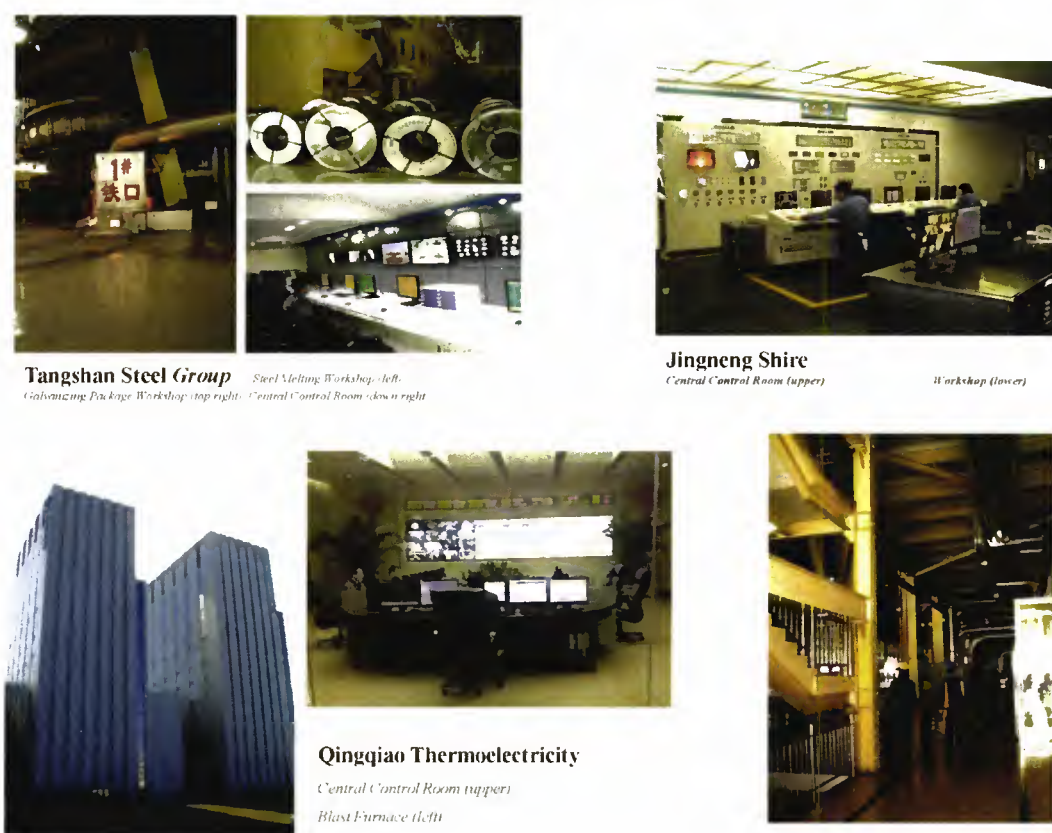 1#
铁口
Tangshan Steel Group Steel Melting Workshop (left)
Galvanizing Package Workshop (top right) Central Control Room (down right)
Jingneng Shire
Central Control Room (upper) Workshop (lower)
Qingqiao Thermoelectricity
Central Control Room (upper)
Blast Furnace (left)